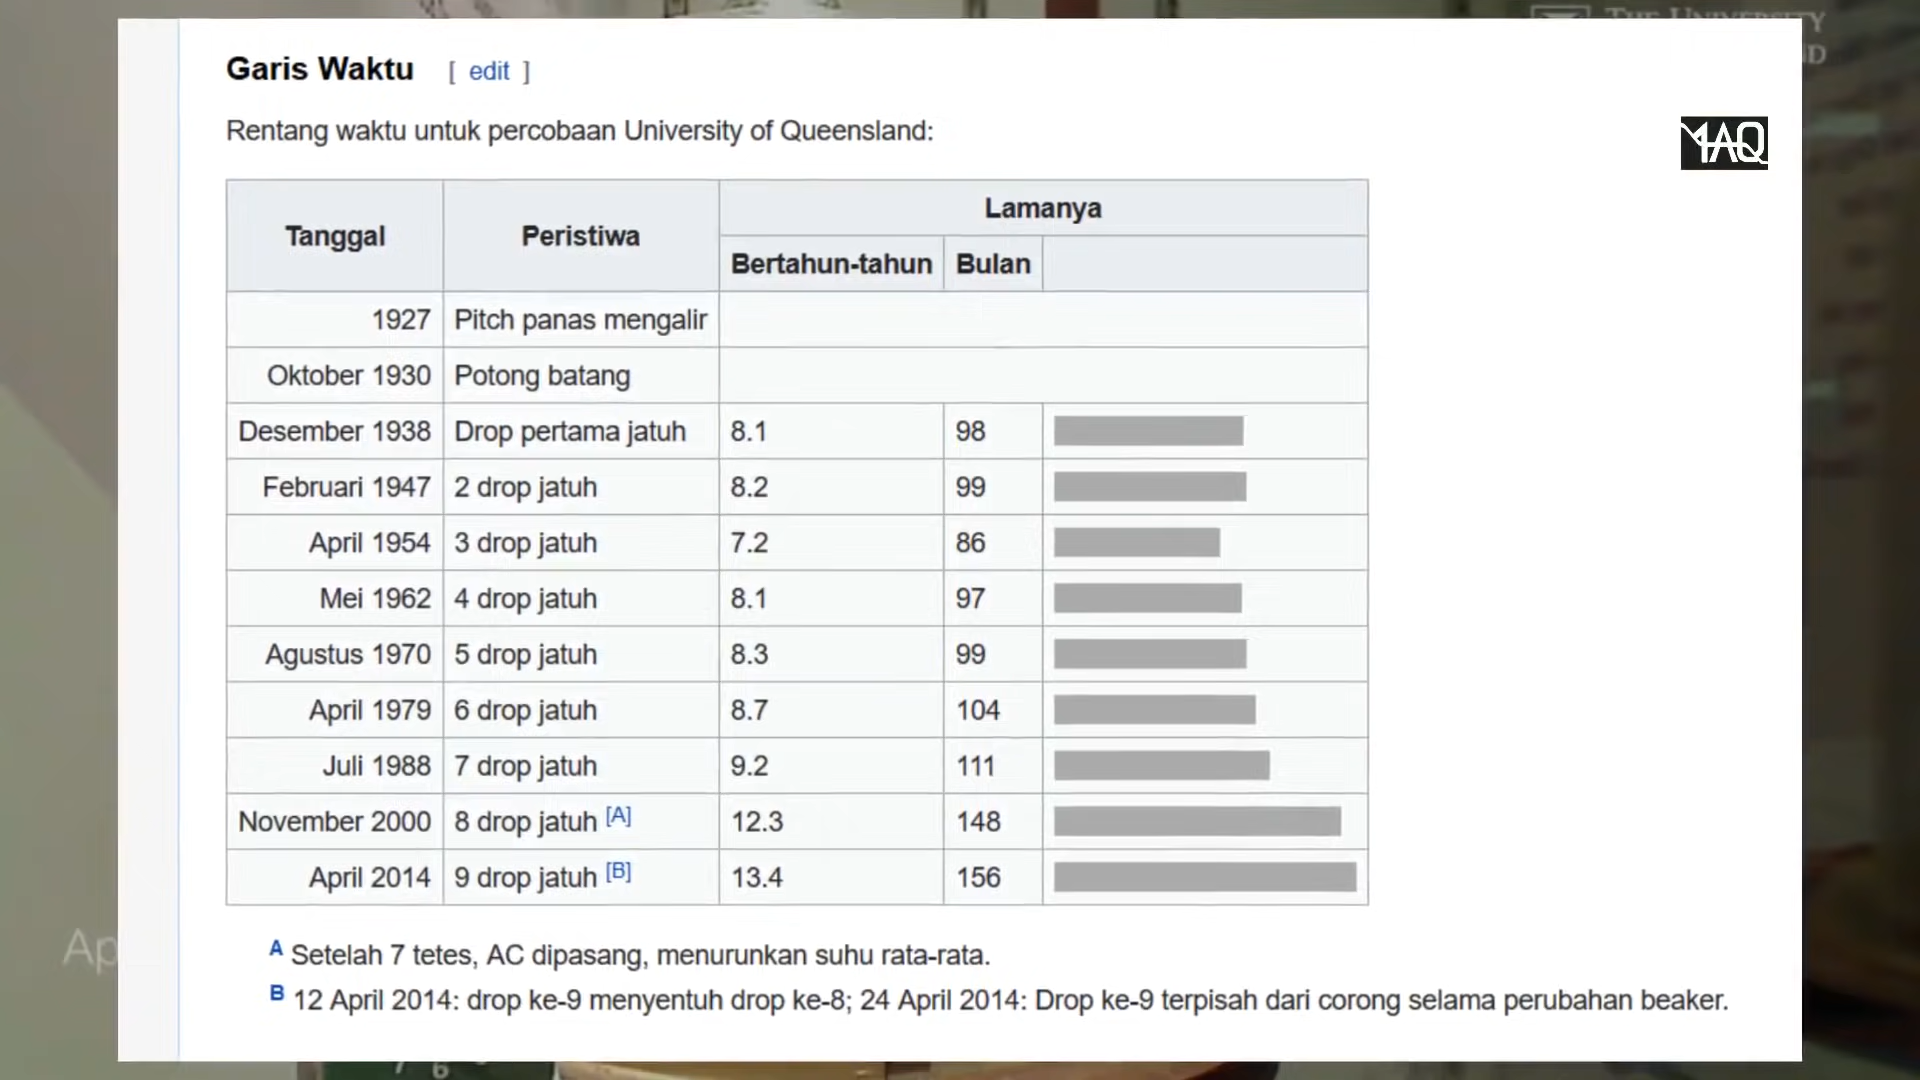 THE UNIVERSITY
Garis Waktu [ edit ]
Rentang waktu untuk percobaan University of Queensland:
MAQ
Tanggal Peristiwa Lamanya
Bertahun-tahun Bulan
1927 Pitch panas mengalir
Oktober 1930 Potong batang
Desember 1938 Drop pertama jatuh 8.1 98
Februari 1947 2 drop jatuh 8.2 99
April 1954 3 drop jatuh 7.2 86
Mei 1962 4 drop jatuh 8.1 97
Agustus 1970 5 drop jatuh 8.3 99
April 1979 6 drop jatuh 8.7 104
Juli 1988 7 drop jatuh 9.2 111
November 2000 8 drop jatuh [A] 12.3 148
April 2014 9 drop jatuh [B] 13.4 156
A Setelah 7 tetes, AC dipasang, menurunkan suhu rata-rata.
B 12 April 2014: drop ke-9 menyentuh drop ke-8; 24 April 2014: Drop ke-9 terpisah dari corong selama perubahan beaker.